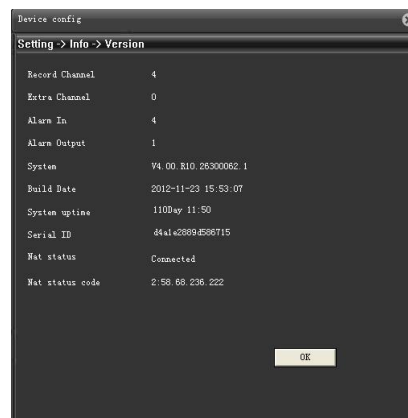 Device config
Setting -> Info -> Version
Record Channel 4
Extra Channel 0
Alarm In 4
Alarm Output 1
System V4.00.R10.26300062.1
Build Date 2012-11-23 15:53:07
System uptime 110Day 11:50
Serial ID d4a1e2889d586715
Nat status Connected
Nat status code 2:58.68.236.222
OK